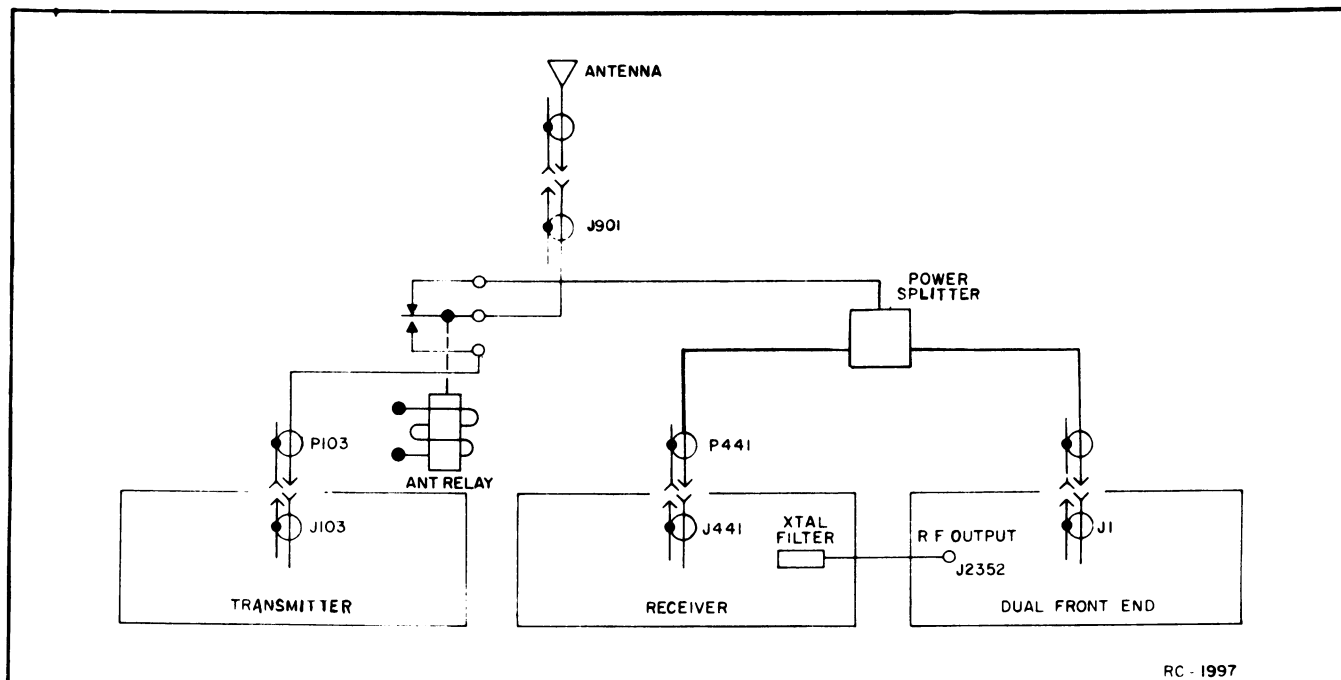 ANTENNA
J901
POWER
SPLITTER
P103
ANT RELAY
P441
J103
J441
XTAL
FILTER
R F OUTPUT
J2352
J1
TRANSMITTER
RECEIVER
DUAL FRONT END
RC - 1997